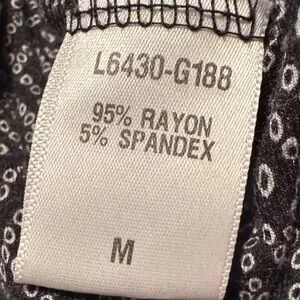 L6430-G188
95% RAYON
5% SPANDEX
M